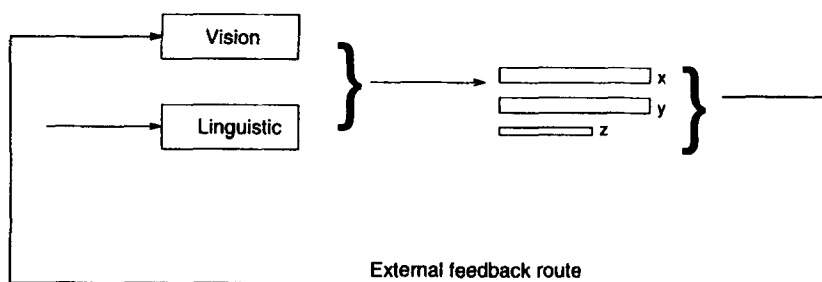 Vision
x
y
Linguistic
z
External feedback route